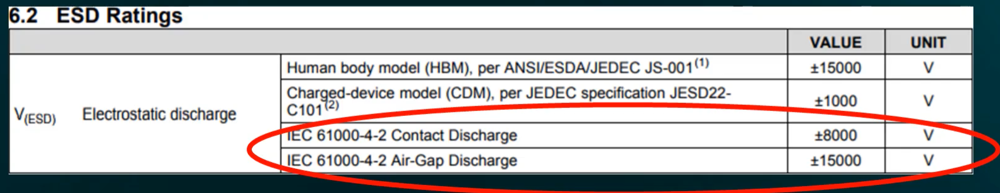 6.2 ESD Ratings
VALUE UNIT
Human body model (HBM), per ANSI/ESDA/JEDEC JS-001(1) ±15000 V
Charged-device model (CDM), per JEDEC specification JESD22-
C101(2) ±1000 V
V(ESD) Electrostatic discharge
IEC 61000-4-2 Contact Discharge ±8000 V
IEC 61000-4-2 Air-Gap Discharge ±15000 V